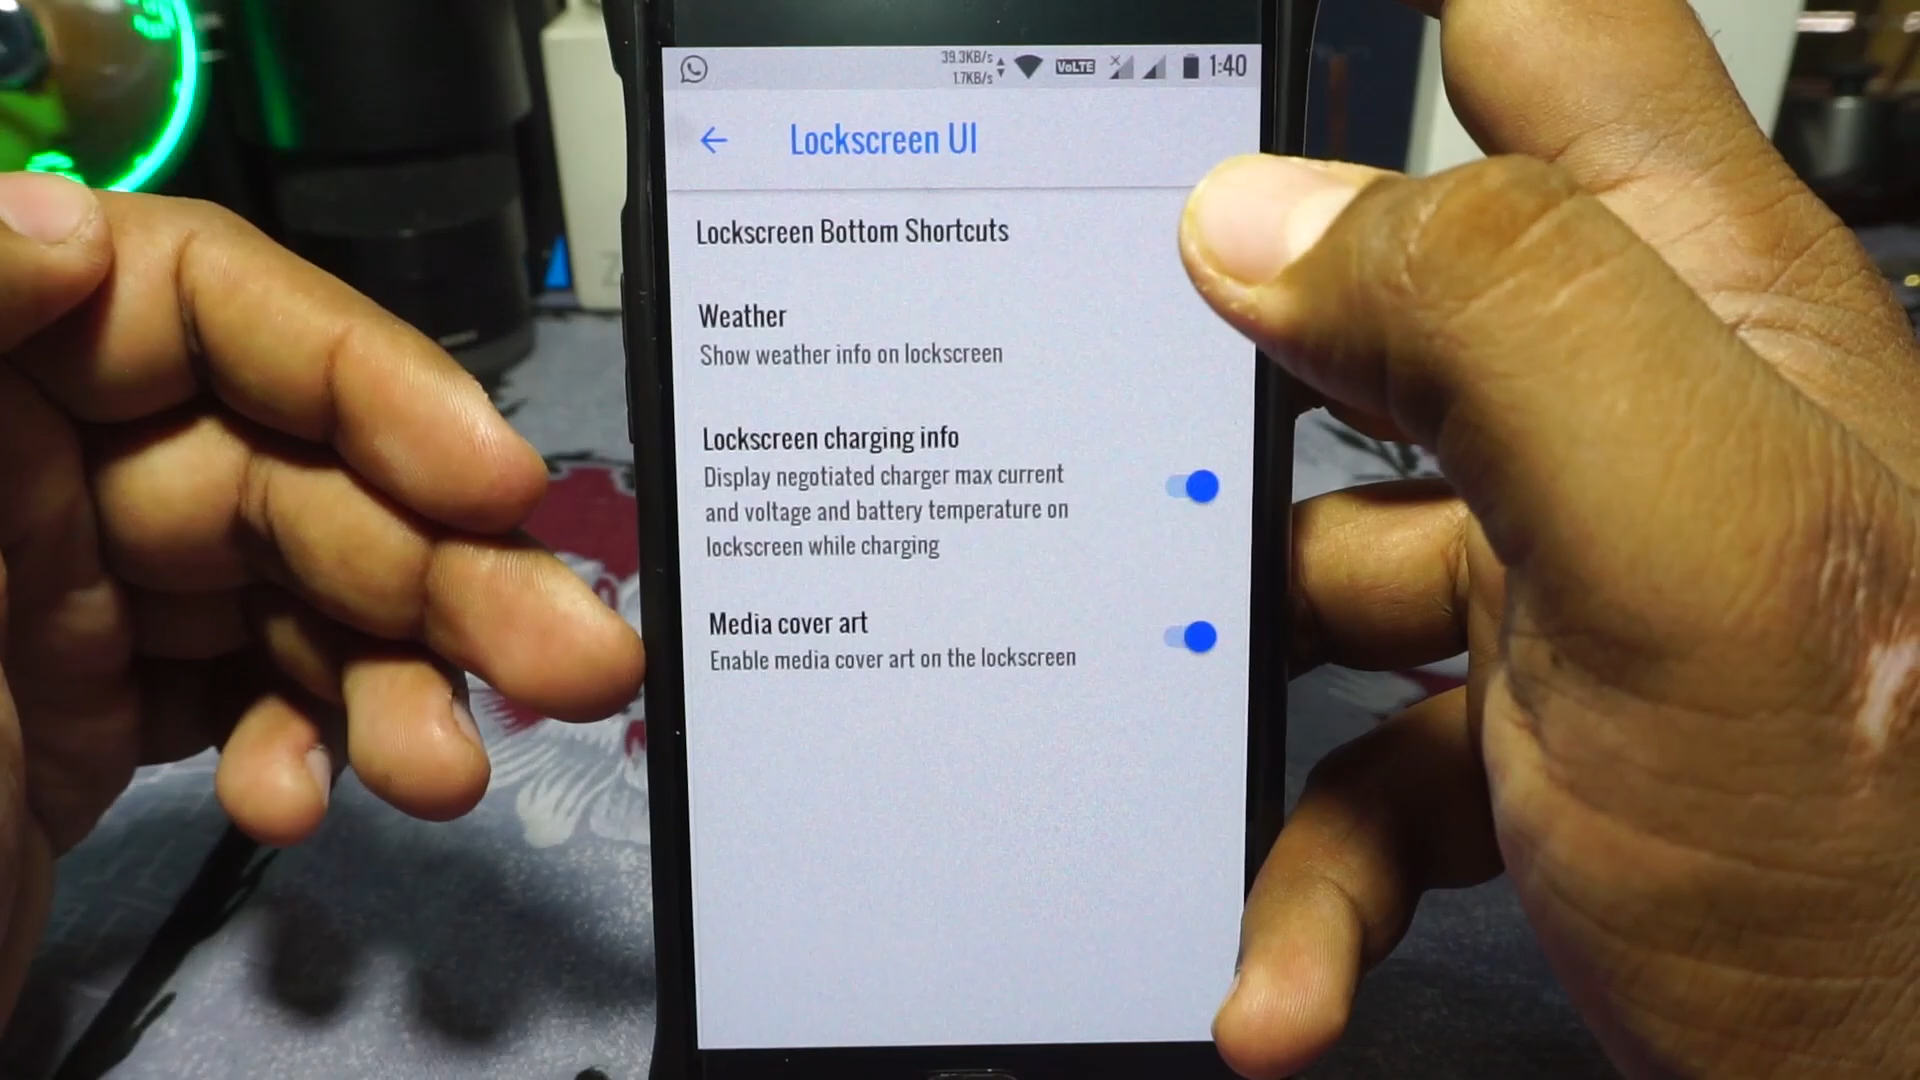 39.3KB/s
1.7KB/s
VoLTE
1:40
Lockscreen UI
Lockscreen Bottom Shortcuts
Weather
Show weather info on lockscreen
Lockscreen charging info
Display negotiated charger max current
and voltage and battery temperature on
lockscreen while charging
Media cover art
Enable media cover art on the lockscreen